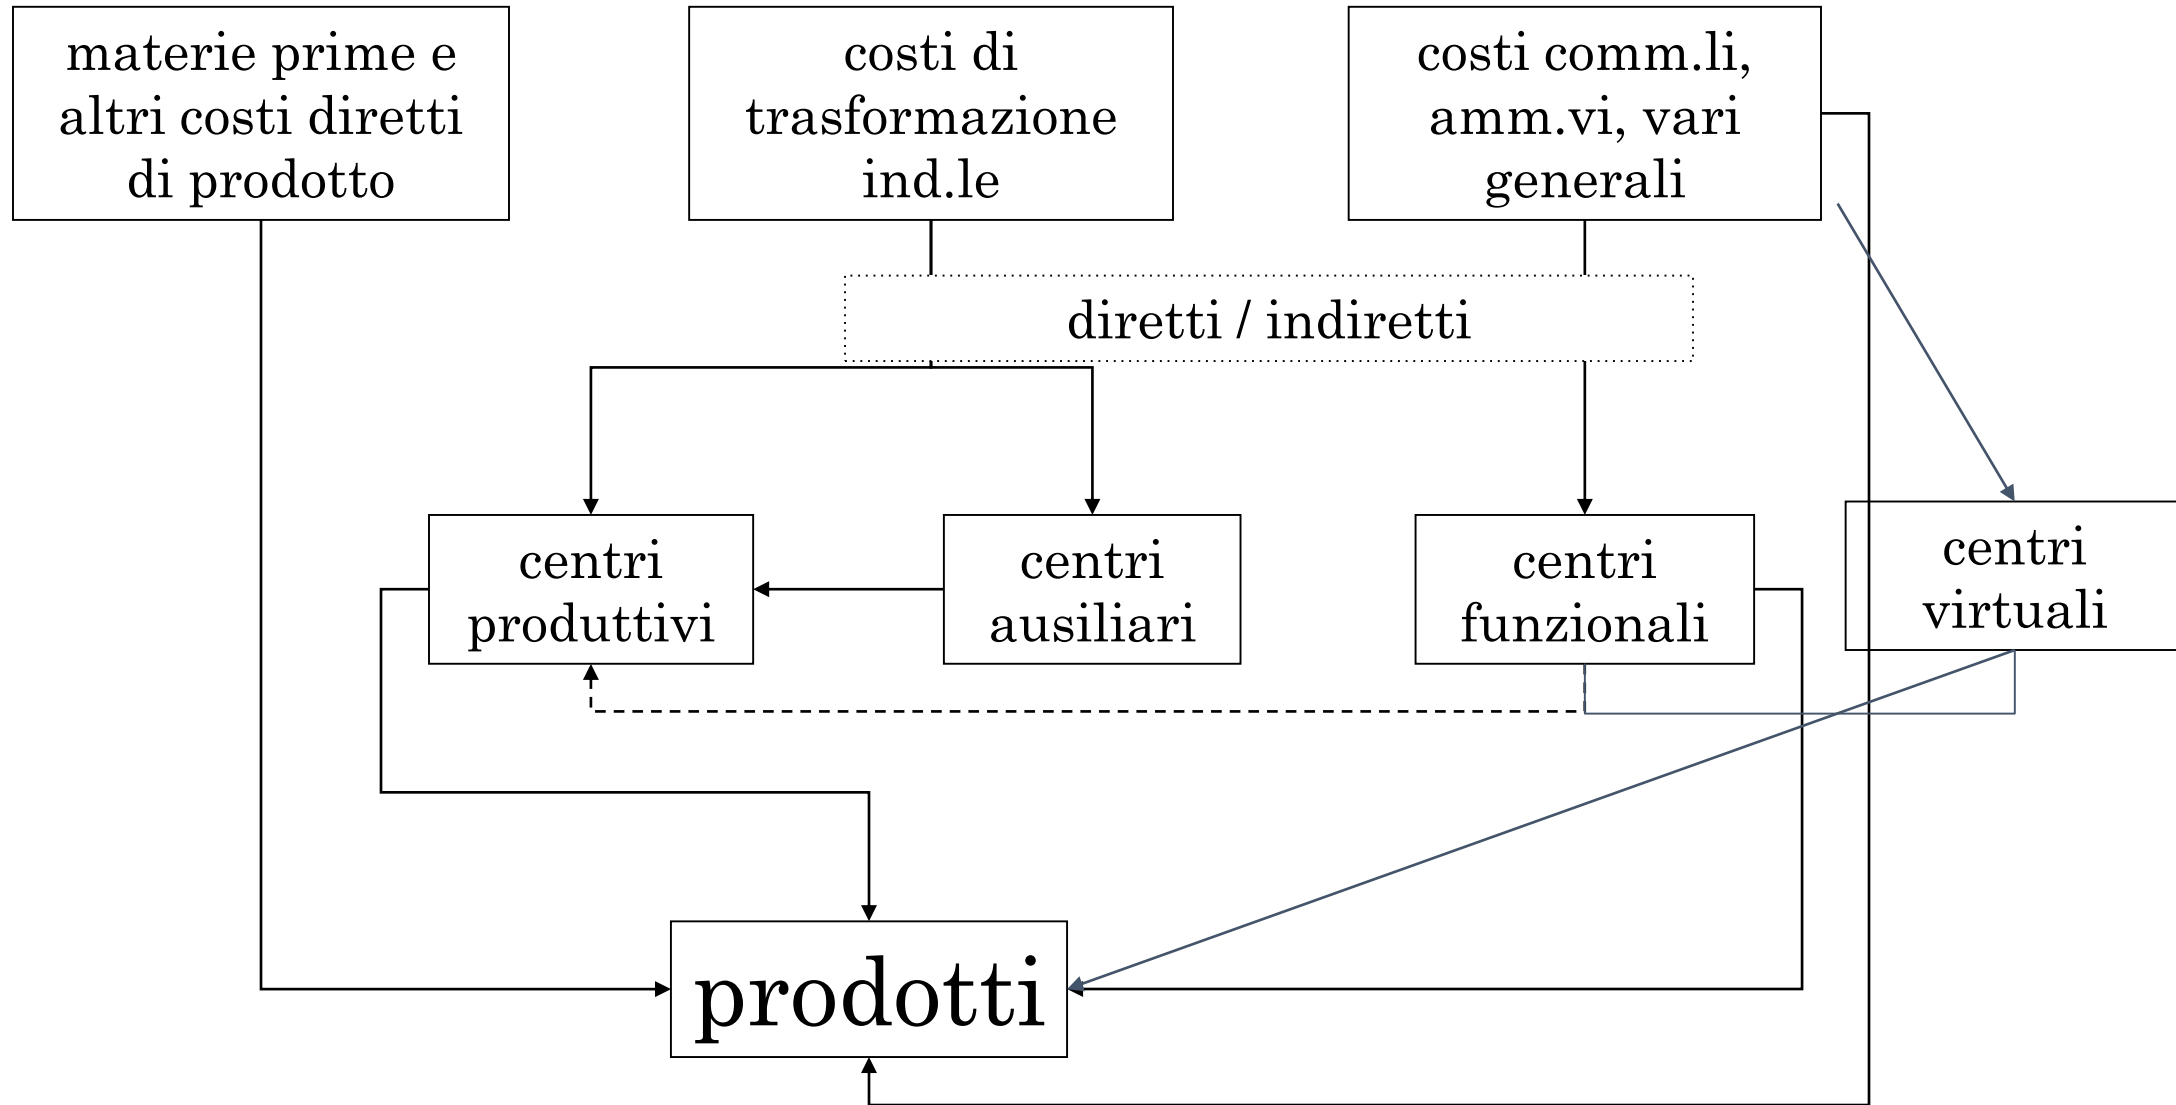 materie prime e
altri costi diretti
di prodotto
costi di
trasformazione
ind.le
costi comm.li,
amm.vi, vari
generali
diretti / indiretti
centri
produttivi
centri
ausiliari
centri
funzionali
centri
virtuali
prodotti